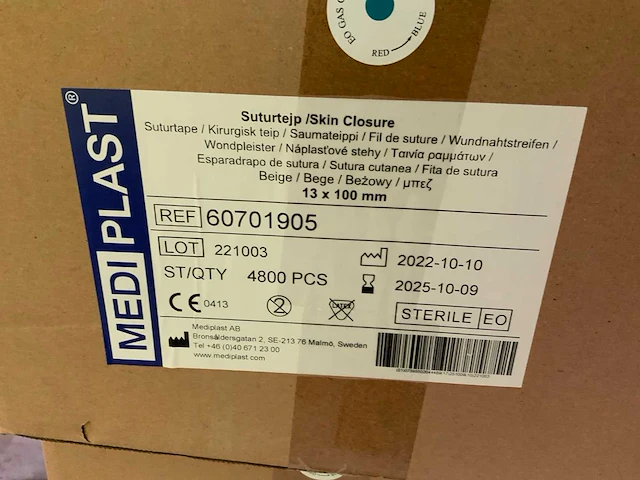 EO GAS
RED → BLUE
MEDIPLAST®
Suturtejp /Skin Closure
Suturtape / Kirurgisk teip / Saumateippi / Fil de suture / Wundnahtstreifen /
Wondpleister / Náplasťové stehy / Ταινία ραμμάτων /
Esparadrapo de sutura / Sutura cutanea / Fita de sutura
Beige / Bege / Beżowy / μπεζ
13 x 100 mm
REF 60701905
LOT 221003
2022-10-10
ST/QTY 4800 PCS
2025-10-09
CE 0413
2
LATEX
STERILE EO
Mediplast AB
Bronsåldersgatan 2, SE-213 76 Malmö, Sweden
Tel +46 (0)40 671 23 00
www.mediplast.com